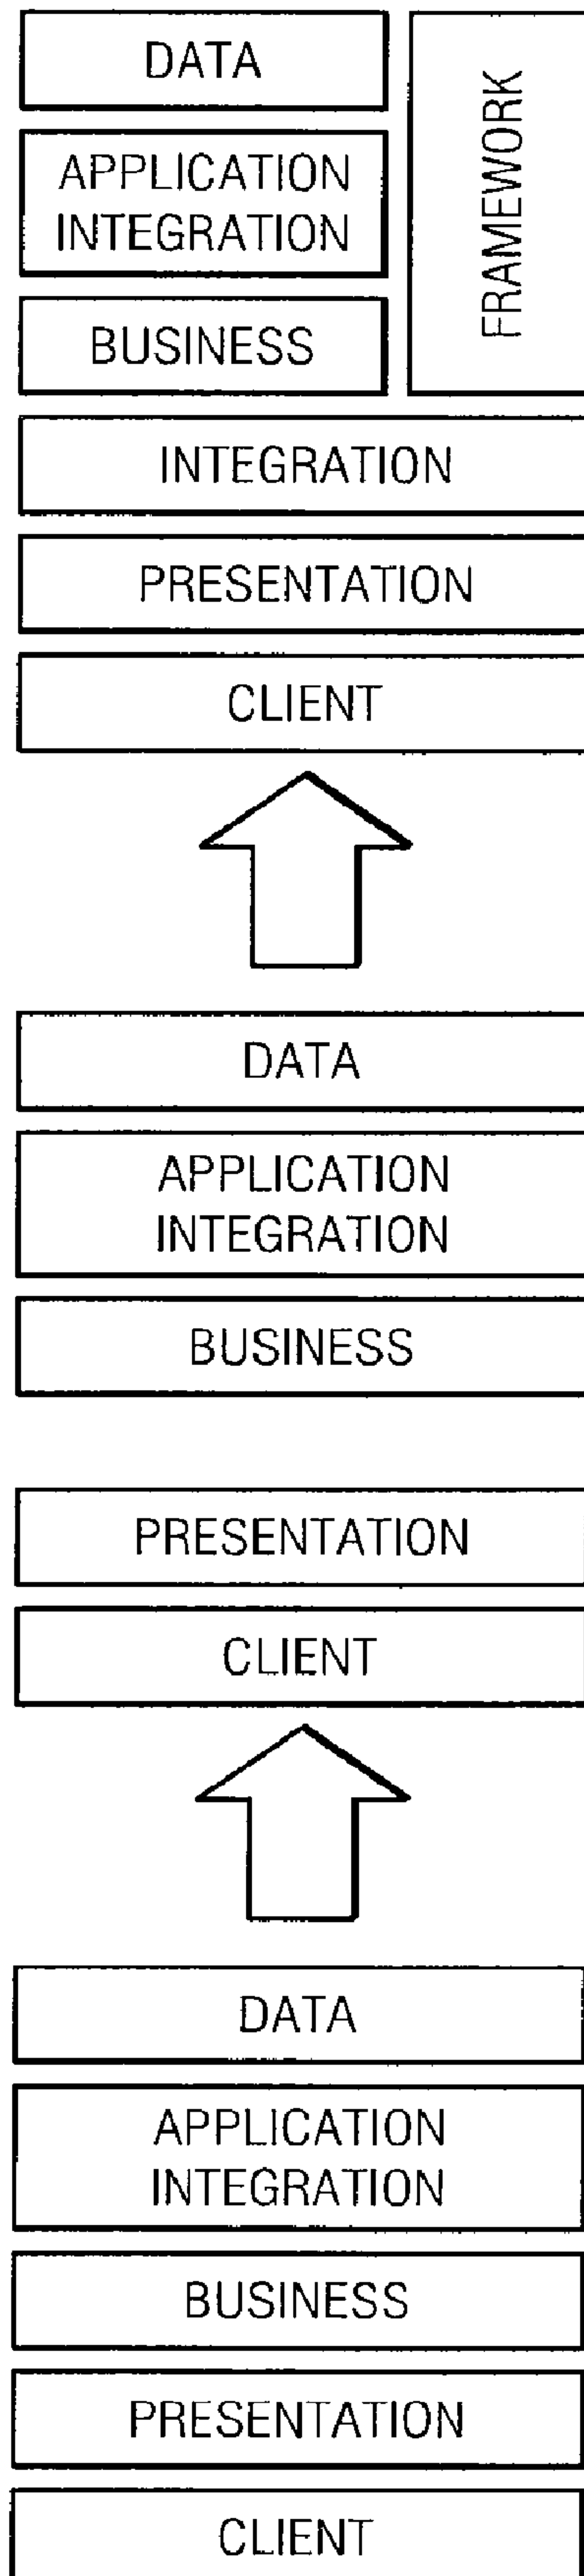 DATA
APPLICATION
INTEGRATION
BUSINESS
FRAMEWORK
INTEGRATION
PRESENTATION
CLIENT
DATA
APPLICATION
INTEGRATION
BUSINESS
PRESENTATION
CLIENT
DATA
APPLICATION
INTEGRATION
BUSINESS
PRESENTATION
CLIENT